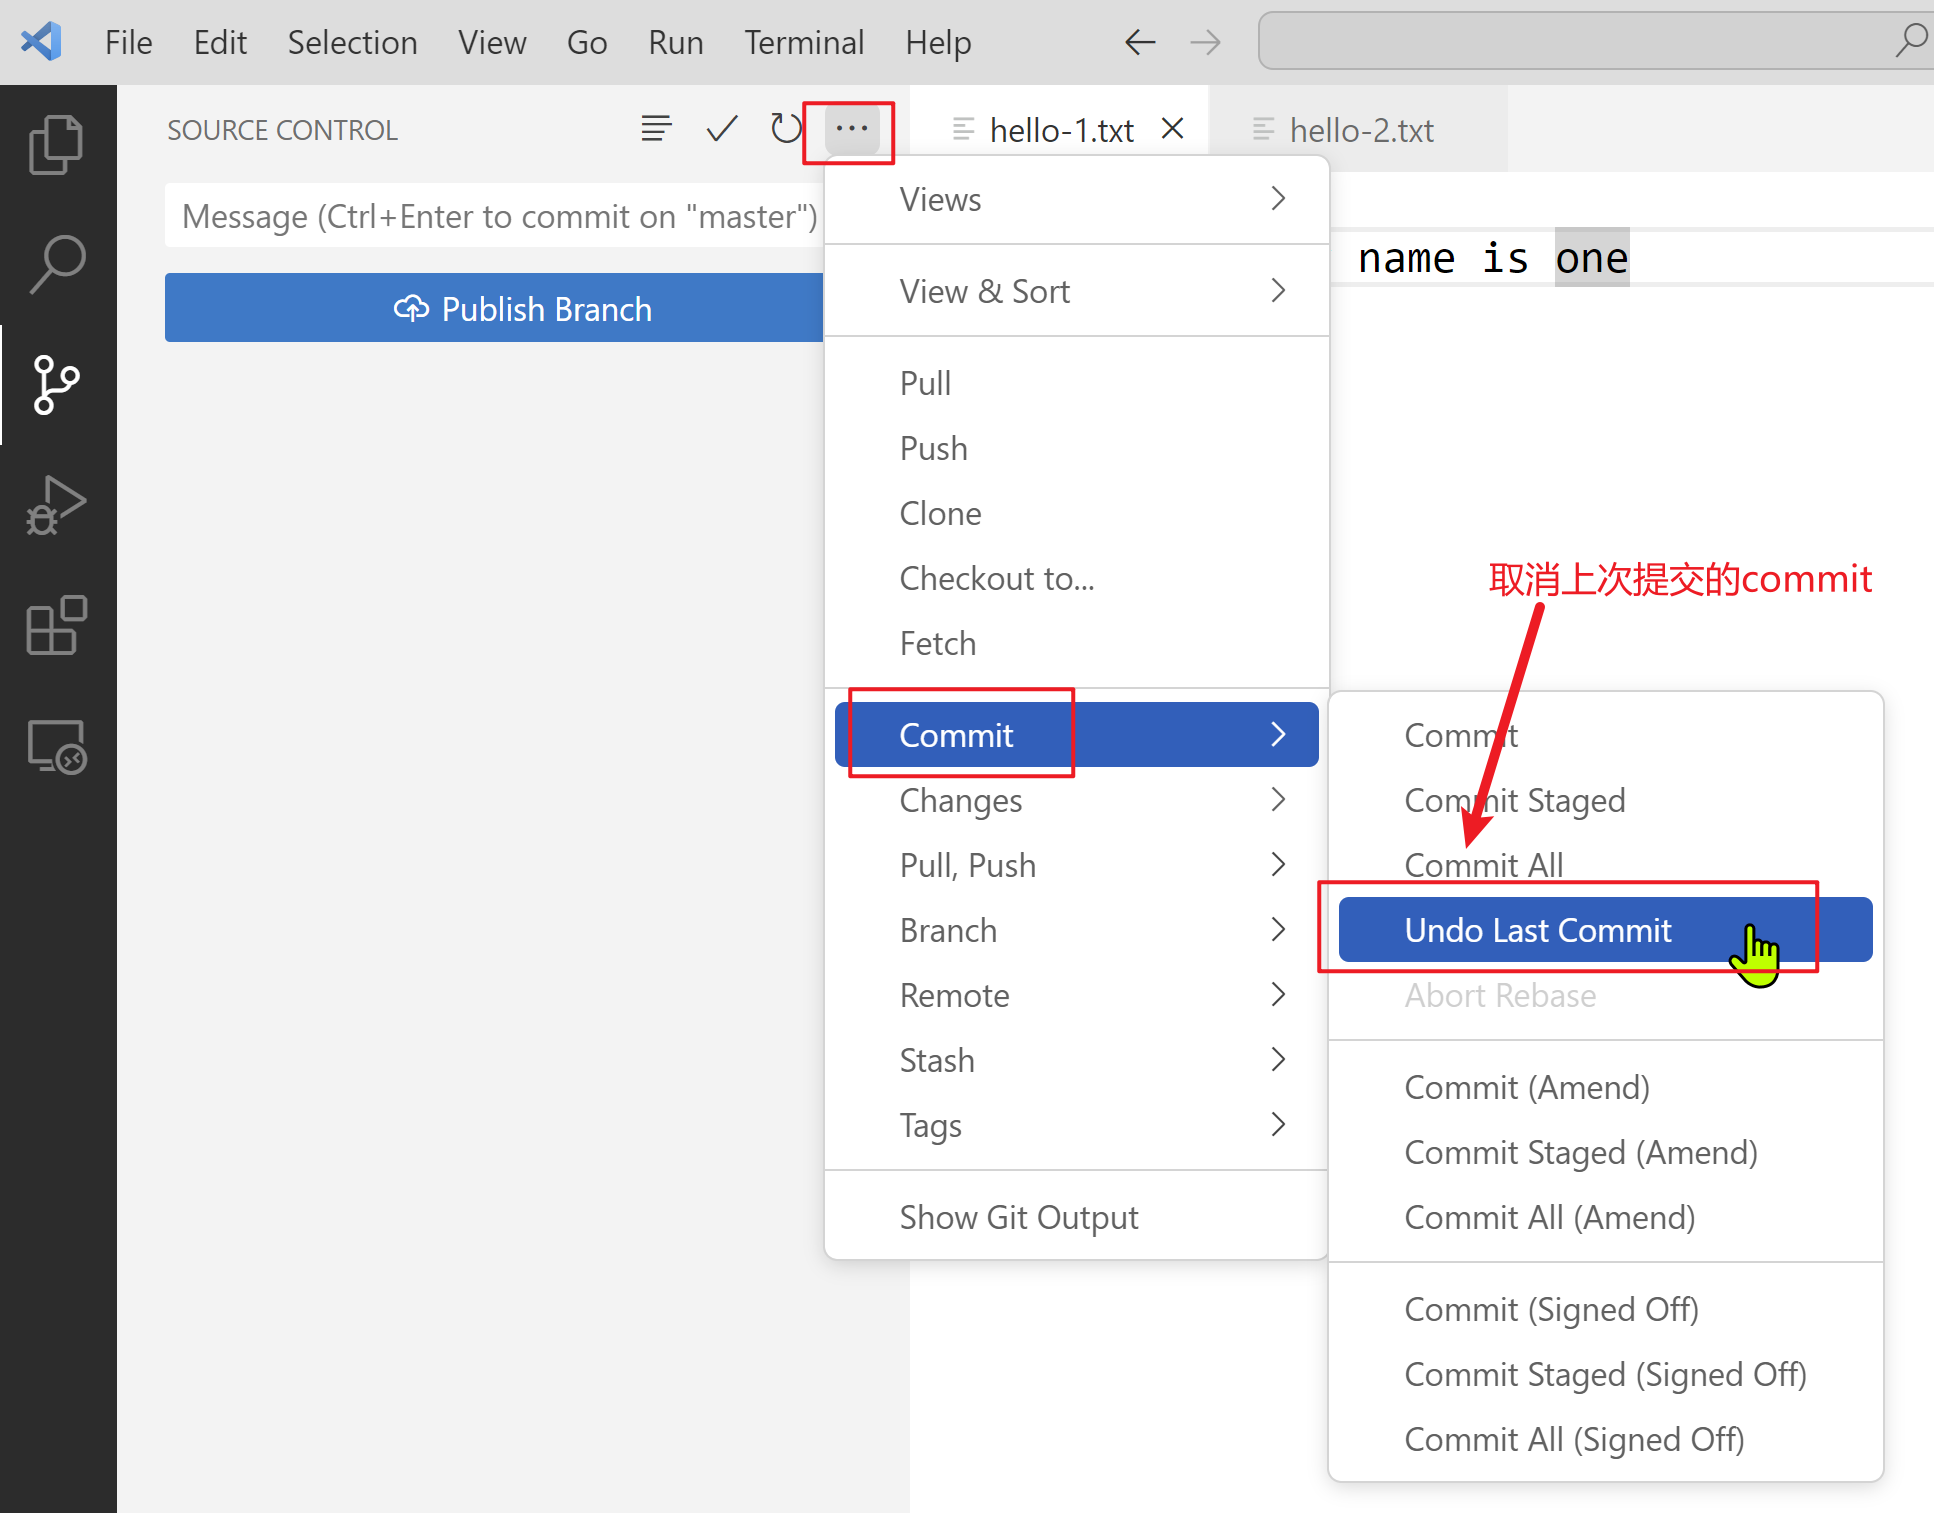 File Edit Selection View Go Run Terminal Help
SOURCE CONTROL
hello-1.txt
hello-2.txt
Message (Ctrl+Enter to commit on "master")
Publish Branch
name is one
Views
View & Sort
Pull
Push
Clone
Checkout to...
Fetch
Commit
Changes
Pull, Push
Branch
Remote
Stash
Tags
Show Git Output
取消上次提交的commit
Commit
Commit Staged
Commit All
Undo Last Commit
Abort Rebase
Commit (Amend)
Commit Staged (Amend)
Commit All (Amend)
Commit (Signed Off)
Commit Staged (Signed Off)
Commit All (Signed Off)